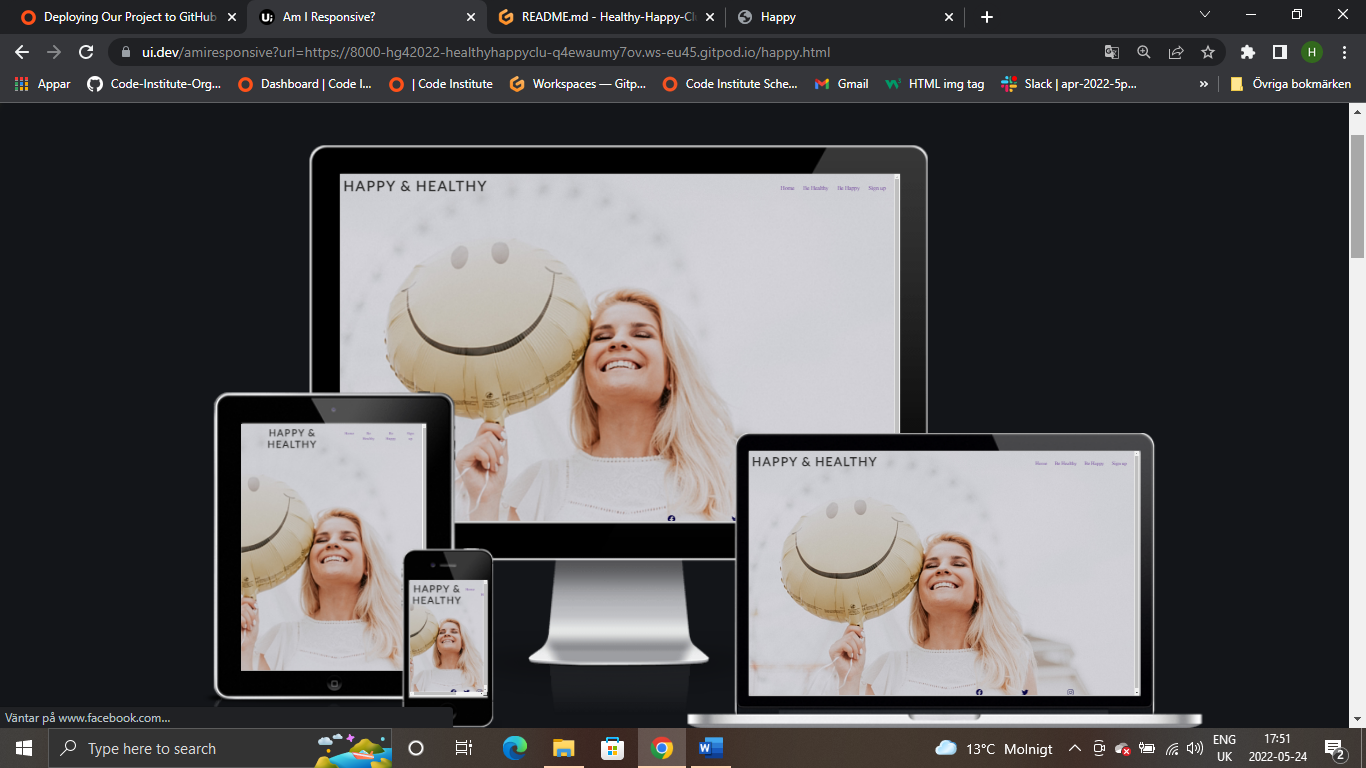 Deploying Our Project to GitHub
Am I Responsive?
README.md - Healthy-Happy-Cl
Happy
ui.dev/amiresponsive?url=https://8000-hg42022-healthyhappyclu-q4ewaumy7ov.ws-eu45.gitpod.io/happy.html
H
Appar
Code-Institute-Org...
Dashboard | Code I...
| Code Institute
Workspaces — Gitp...
Code Institute Sche...
Gmail
HTML img tag
Slack | apr-2022-5p...
»
Övriga bokmärken
HAPPY & HEALTHY
Home Be Healthy Be Happy Sign up
HAPPY &
HEALTHY
Home Be Healthy Be Happy Sign up
HAPPY &
HEALTHY
Home
HAPPY & HEALTHY
Home Be Healthy Be Happy Sign up
Väntar på www.facebook.com...
Type here to search
13°C Molnigt
ENG
UK
17:51
2022-05-24
2